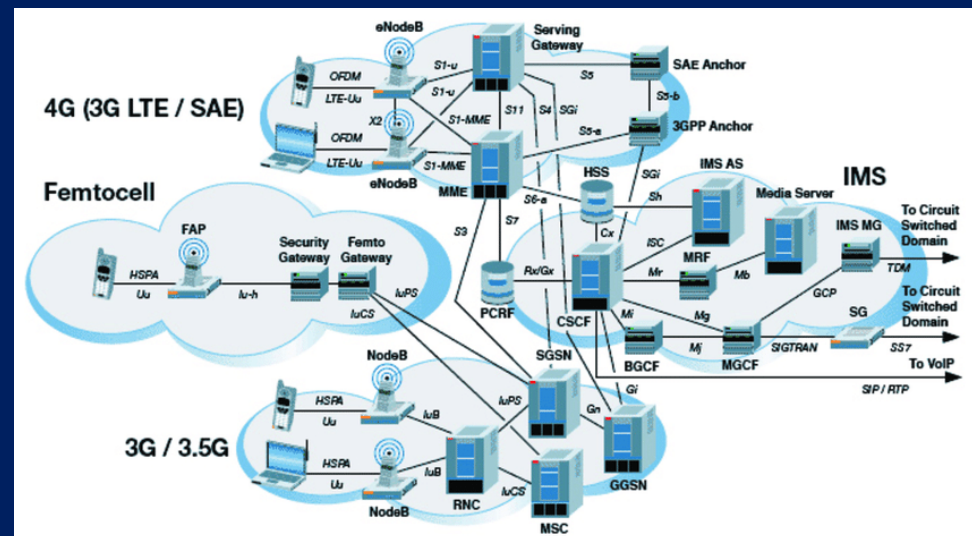 eNodeB
Serving
Gateway
SAE Anchor
OFDM
LTE-Uu
S1-u
S1-u
S5
S5-b
4G (3G LTE / SAE)
X2
S1-MME
S11
S4
SGi
3GPP Anchor
OFDM
LTE-Uu
S1-MME
S5-a
eNodeB
MME
HSS
SGi
IMS AS
Media Server
IMS
Femtocell
S6-a
Sh
To Circuit
Switched
Domain
FAP
Security
Gateway
Femto
Gateway
S3
S7
Cx
ISC
MRF
IMS MG
HSPA
Uu
Iu-h
IuPS
IuCS
Rx/Gx
Mr
Mb
TDM
PCRF
CSCF
Mi
Mg
GCP
To Circuit
Switched
Domain
SG
NodeB
SGSN
BGCF
Mj
MGCF
SIGTRAN
SS7
To VoIP
HSPA
Uu
IuB
IuPS
Gn
Gi
SIP / RTP
3G / 3.5G
HSPA
Uu
IuB
RNC
IuCS
GGSN
NodeB
MSC